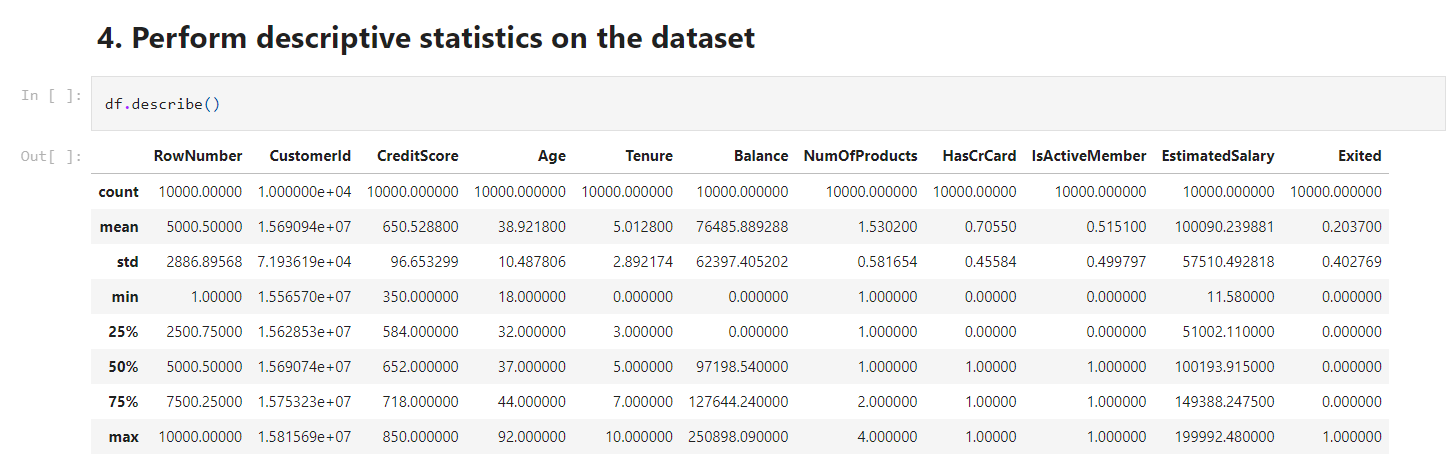 4. Perform descriptive statistics on the dataset
In [ ]: df.describe()
Out[ ]: RowNumber CustomerId CreditScore Age Tenure Balance NumOfProducts HasCrCard IsActiveMember EstimatedSalary Exited
count 10000.00000 1.000000e+04 10000.000000 10000.000000 10000.000000 10000.000000 10000.000000 10000.00000 10000.000000 10000.000000 10000.000000
mean 5000.50000 1.569094e+07 650.528800 38.921800 5.012800 76485.889288 1.530200 0.70550 0.515100 100090.239881 0.203700
std 2886.89568 7.193619e+04 96.653299 10.487806 2.892174 62397.405202 0.581654 0.45584 0.499797 57510.492818 0.402769
min 1.00000 1.556570e+07 350.000000 18.000000 0.000000 0.000000 1.000000 0.00000 0.000000 11.580000 0.000000
25% 2500.75000 1.562853e+07 584.000000 32.000000 3.000000 0.000000 1.000000 0.00000 0.000000 51002.110000 0.000000
50% 5000.50000 1.569074e+07 652.000000 37.000000 5.000000 97198.540000 1.000000 1.00000 1.000000 100193.915000 0.000000
75% 7500.25000 1.575323e+07 718.000000 44.000000 7.000000 127644.240000 2.000000 1.00000 1.000000 149388.247500 0.000000
max 10000.00000 1.581569e+07 850.000000 92.000000 10.000000 250898.090000 4.000000 1.00000 1.000000 199992.480000 1.000000